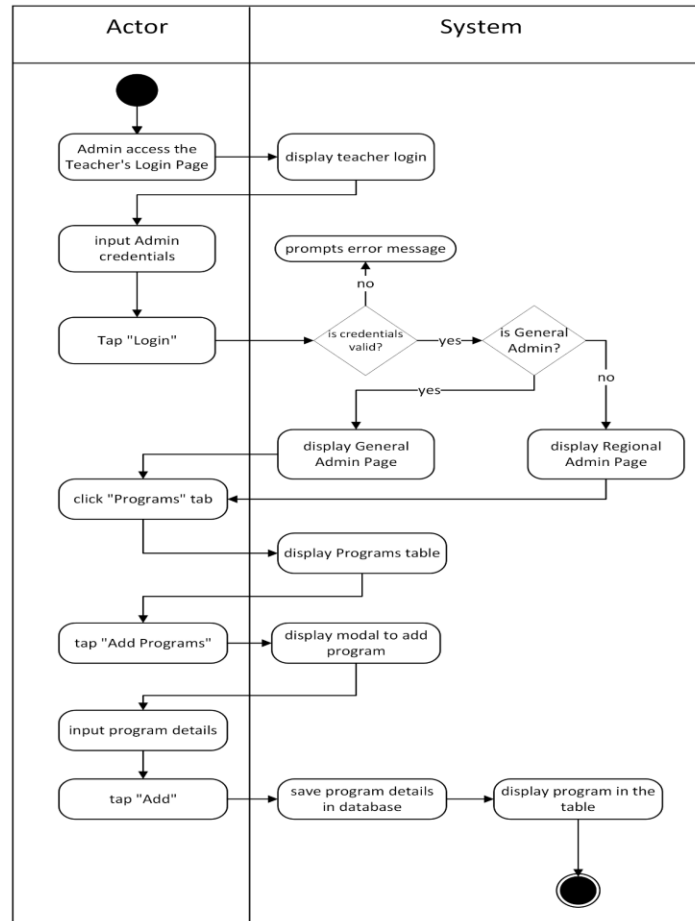 Actor
System
Admin access the
Teacher's Login Page
display teacher login
input Admin
credentials
prompts error message
no
Tap "Login"
is credentials
valid?
yes
is General
Admin?
yes
no
display General
Admin Page
display Regional
Admin Page
click "Programs" tab
display Programs table
tap "Add Programs"
display modal to add
program
input program details
tap "Add"
save program details
in database
display program in the
table